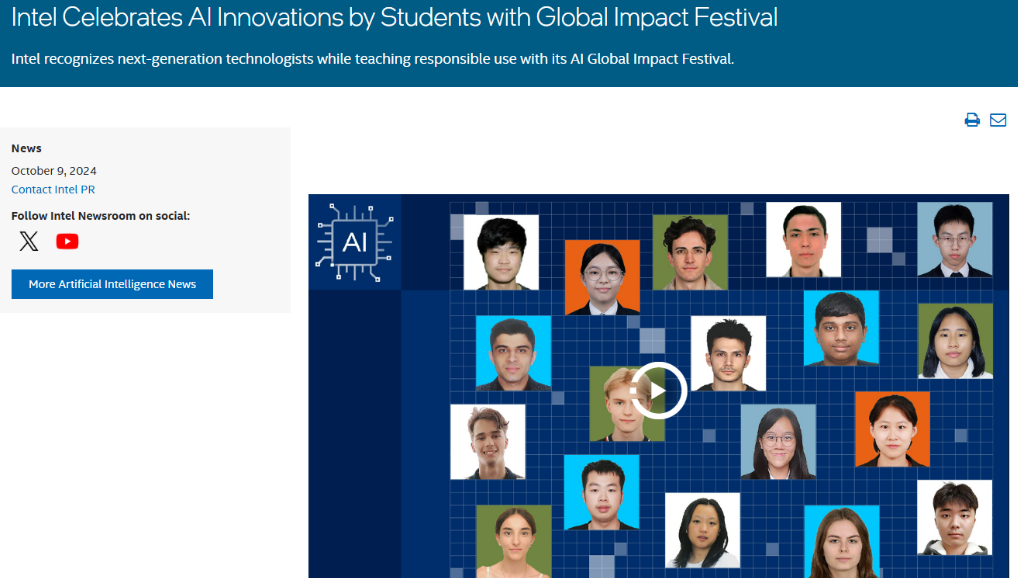 Intel Celebrates AI Innovations by Students with Global Impact Festival
Intel recognizes next-generation technologists while teaching responsible use with its AI Global Impact Festival.
News
October 9, 2024
Contact Intel PR
Follow Intel Newsroom on social:
More Artificial Intelligence News
AI